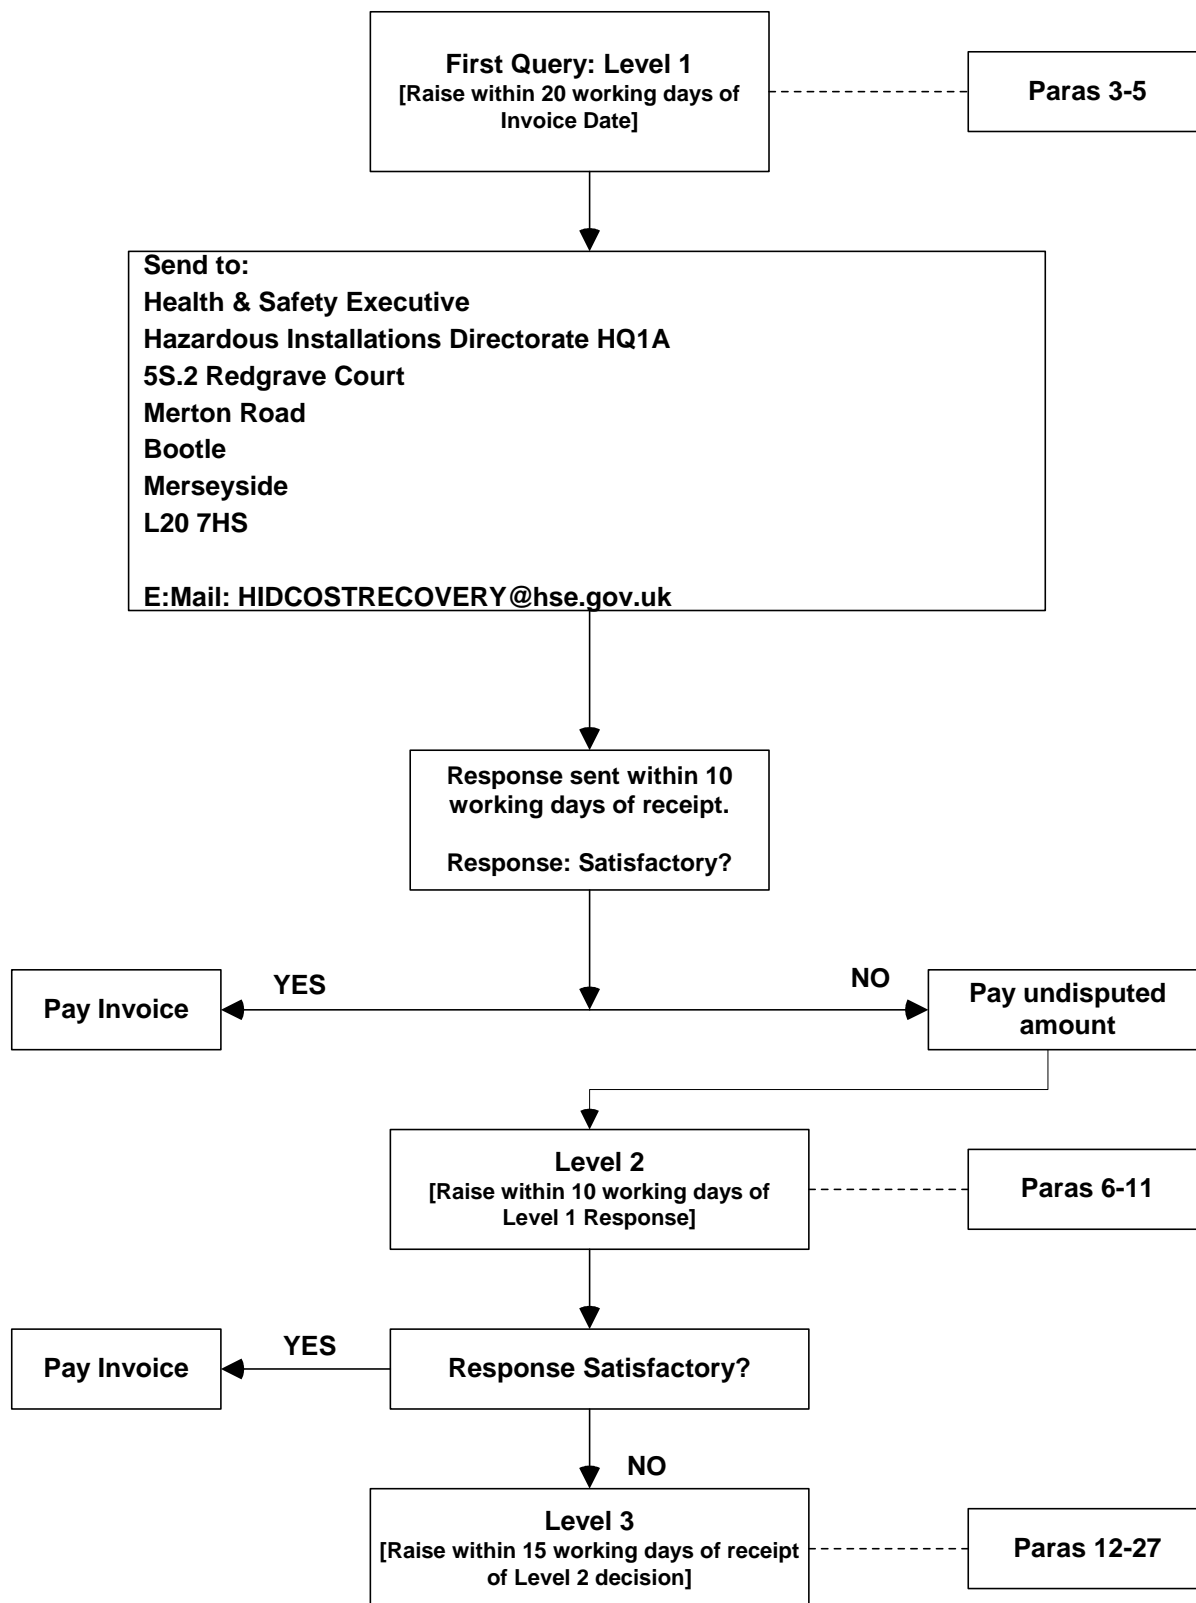 First Query: Level 1
[Raise within 20 working days of
Invoice Date]
Paras 3-5
Send to:
Health & Safety Executive
Hazardous Installations Directorate HQ1A
5S.2 Redgrave Court
Merton Road
Bootle
Merseyside
L20 7HS
E:Mail: HIDCOSTRECOVERY@hse.gov.uk
Response sent within 10
working days of receipt.
Response: Satisfactory?
YES
NO
Pay Invoice
Pay undisputed
amount
Level 2
[Raise within 10 working days of
Level 1 Response]
Paras 6-11
YES
Pay Invoice
Response Satisfactory?
NO
Level 3
[Raise within 15 working days of receipt
of Level 2 decision]
Paras 12-27